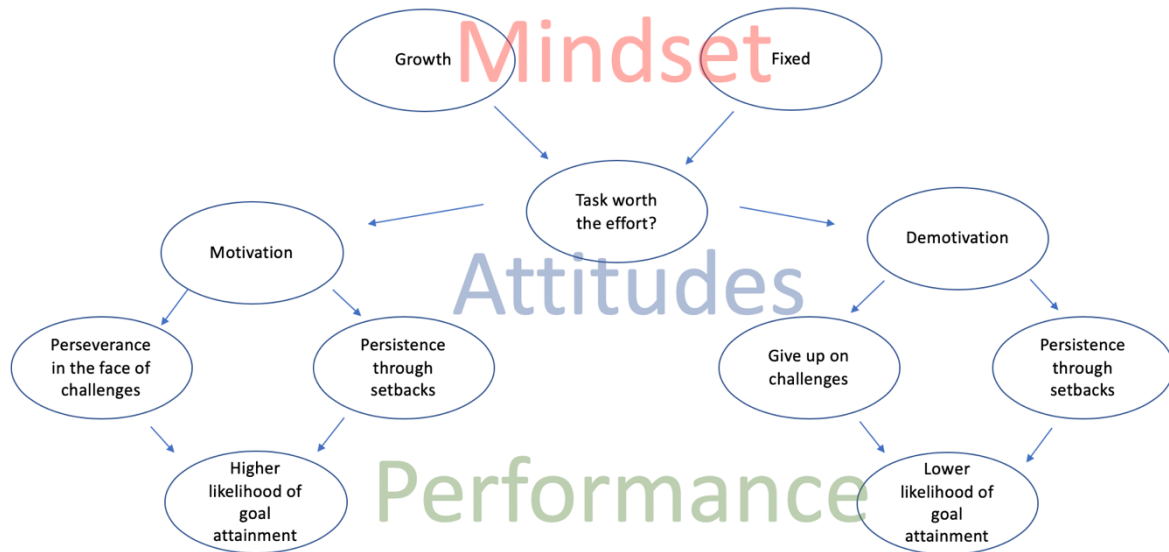 Mindset
Growth
Fixed
Task worth
the effort?
Motivation
Demotivation
Attitudes
Perseverance
in the face of
challenges
Persistence
through
setbacks
Give up on
challenges
Persistence
through
setbacks
Performance
Higher
likelihood of
goal
attainment
Lower
likelihood of
goal
attainment